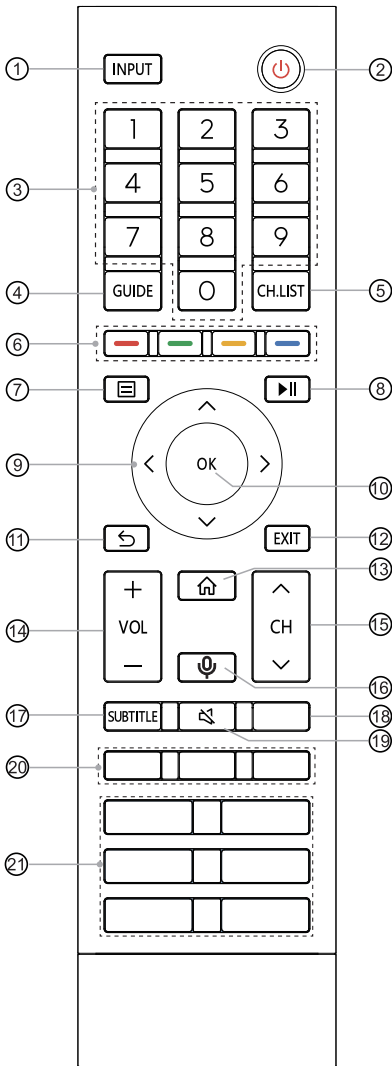 ① INPUT ②
1 2 3
③ 4 5 6
7 8 9
④ GUIDE 0 CH.LIST ⑤
⑥
⑦ ⑧
⑨ OK
⑩
⑪ EXIT ⑫
⑬
+
⑭ VOL CH ⑮
−
⑯
⑰ SUBTITLE ⑱
⑲
⑳
㉑